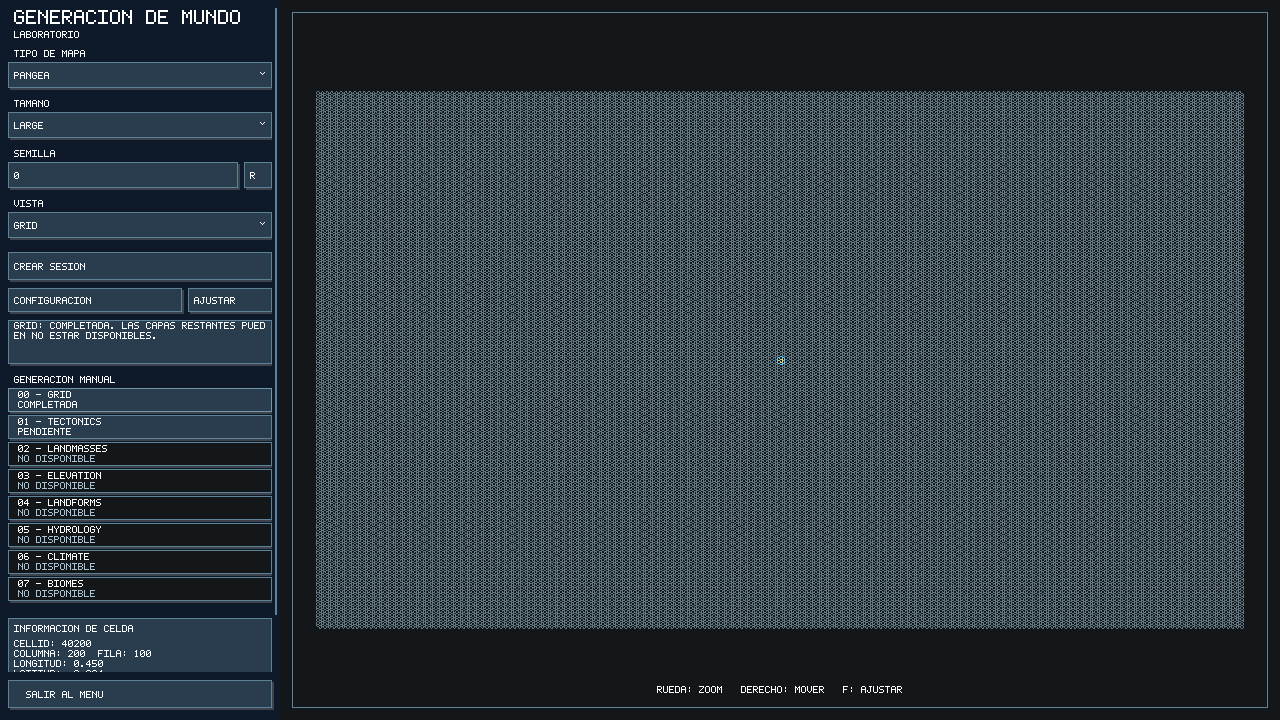 GENERACION DE MUNDO
LABORATORIO
TIPO DE MAPA
PANGEA
TAMANO
LARGE
SEMILLA
0
R
VISTA
GRID
CREAR SESION
CONFIGURACION
AJUSTAR
GRID: COMPLETADA. LAS CAPAS RESTANTES PUED
EN NO ESTAR DISPONIBLES.
GENERACION MANUAL
00 - GRID
COMPLETADA
01 - TECTONICS
PENDIENTE
02 - LANDMASSES
NO DISPONIBLE
03 - ELEVATION
NO DISPONIBLE
04 - LANDFORMS
NO DISPONIBLE
05 - HYDROLOGY
NO DISPONIBLE
06 - CLIMATE
NO DISPONIBLE
07 - BIOMES
NO DISPONIBLE
INFORMACION DE CELDA
CELLID: 40200
COLUMNA: 200 FILA: 100
LONGITUD: 0.450
SALIR AL MENU
RUEDA: ZOOM DERECHO: MOVER F: AJUSTAR